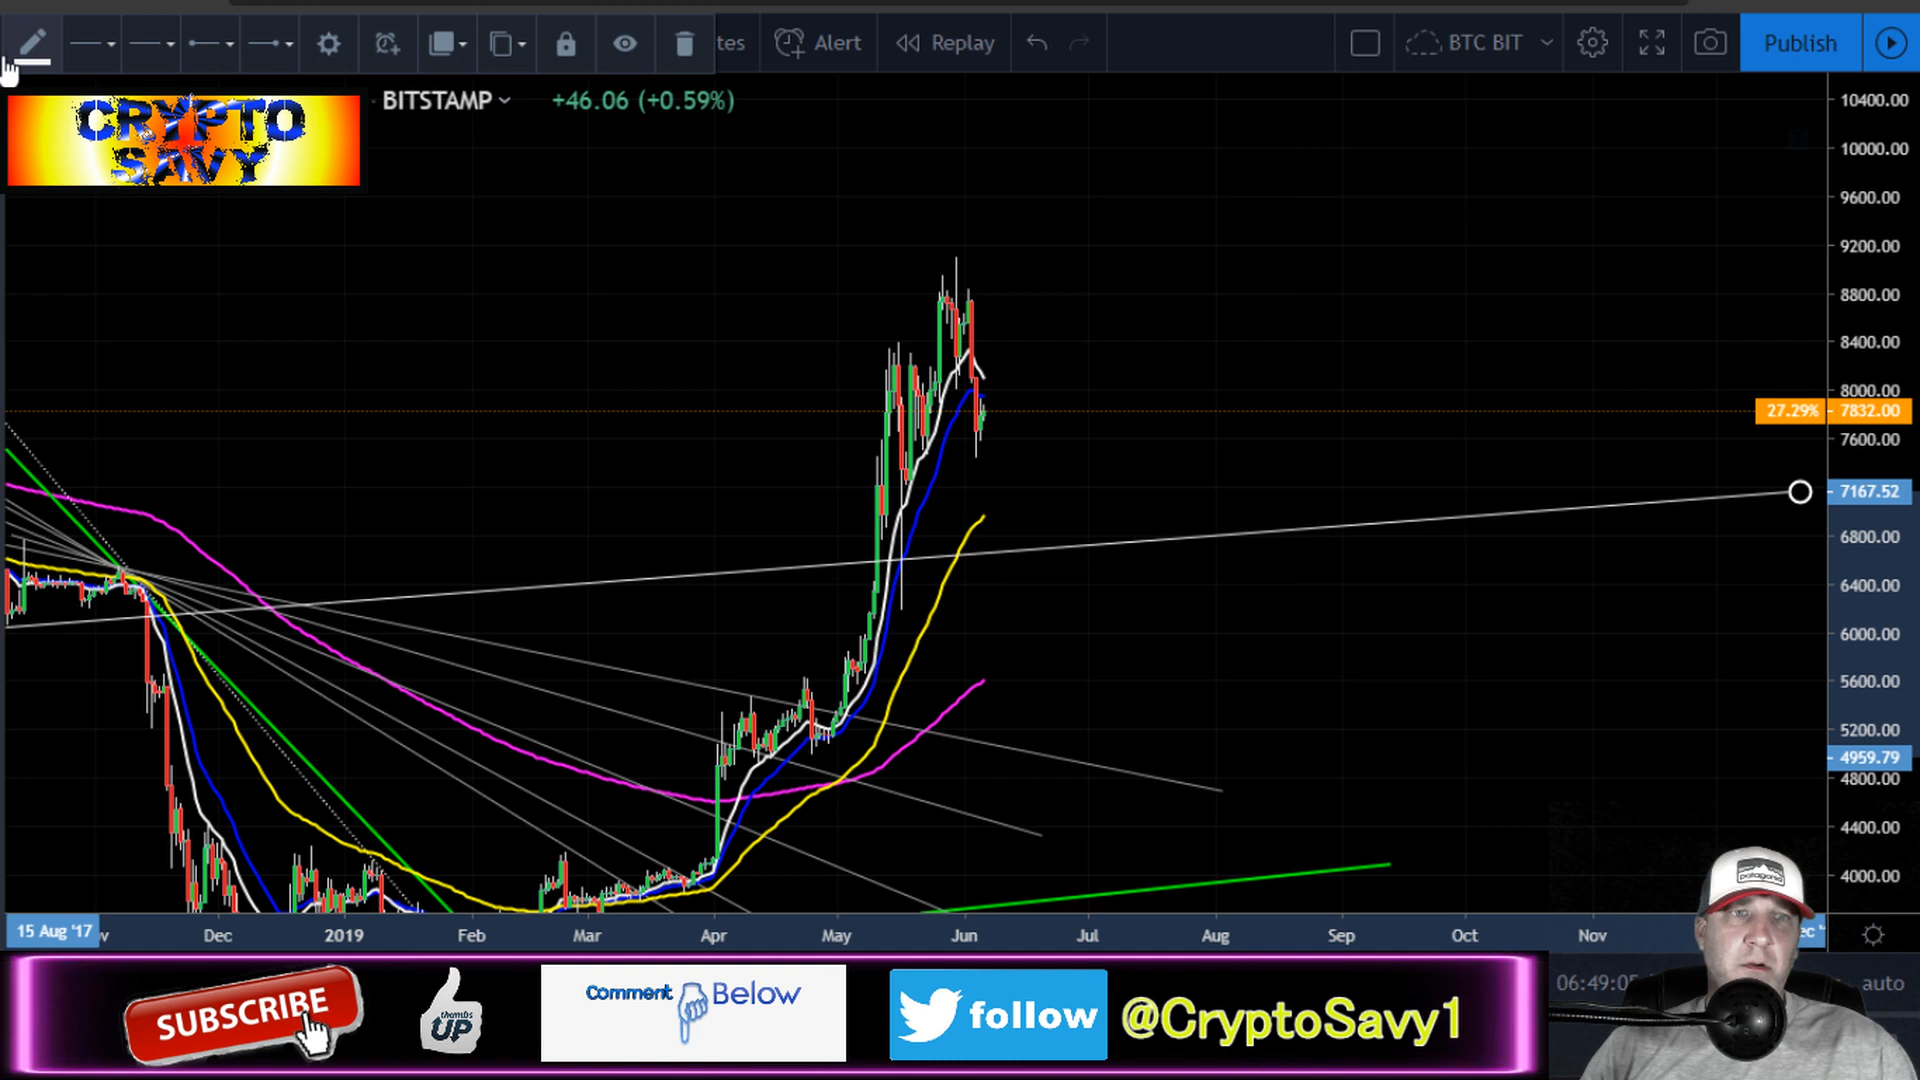 tes
Alert
Replay
BTC BIT
Publish
CRYPTO
SAVY
BITSTAMP
+46.06 (+0.59%)
10400.00
10000.00
9600.00
9200.00
8800.00
8400.00
8000.00
27.29%
7832.00
7600.00
7167.52
6800.00
6400.00
6000.00
5600.00
5200.00
4959.79
4800.00
4400.00
4000.00
15 Aug '17
Dec
2019
Feb
Mar
Apr
May
Jun
Jul
Aug
Sep
Oct
Nov
patagonia
auto
SUBSCRIBE
thumbs
UP
Comment
Below
follow
@CryptoSavy1